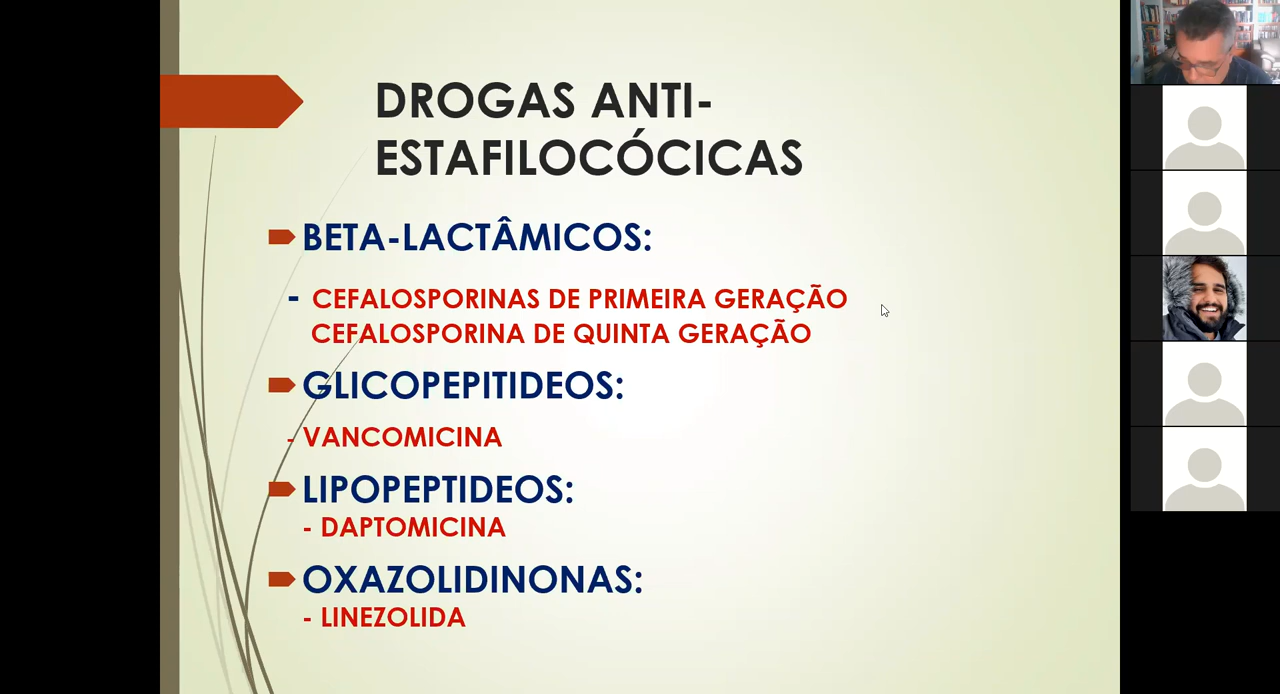 DROGAS ANTI-
ESTAFILOCÓCICAS
BETA-LACTÂMICOS:
- CEFALOSPORINAS DE PRIMEIRA GERAÇÃO
CEFALOSPORINA DE QUINTA GERAÇÃO
GLICOPEPITIDEOS:
- VANCOMICINA
LIPOPEPTIDEOS:
- DAPTOMICINA
OXAZOLIDINONAS:
- LINEZOLIDA